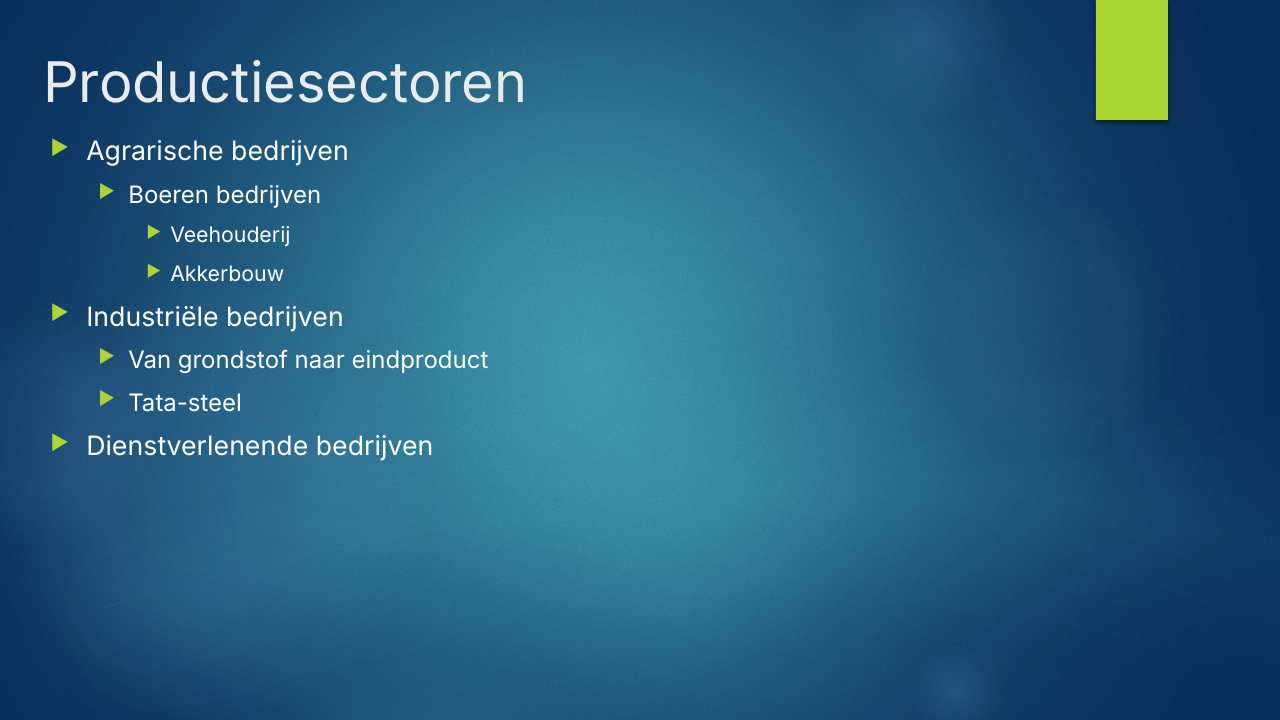 Productiesectoren
Agrarische bedrijven
Boeren bedrijven
Veehouderij
Akkerbouw
Industriële bedrijven
Van grondstof naar eindproduct
Tata-steel
Dienstverlenende bedrijven